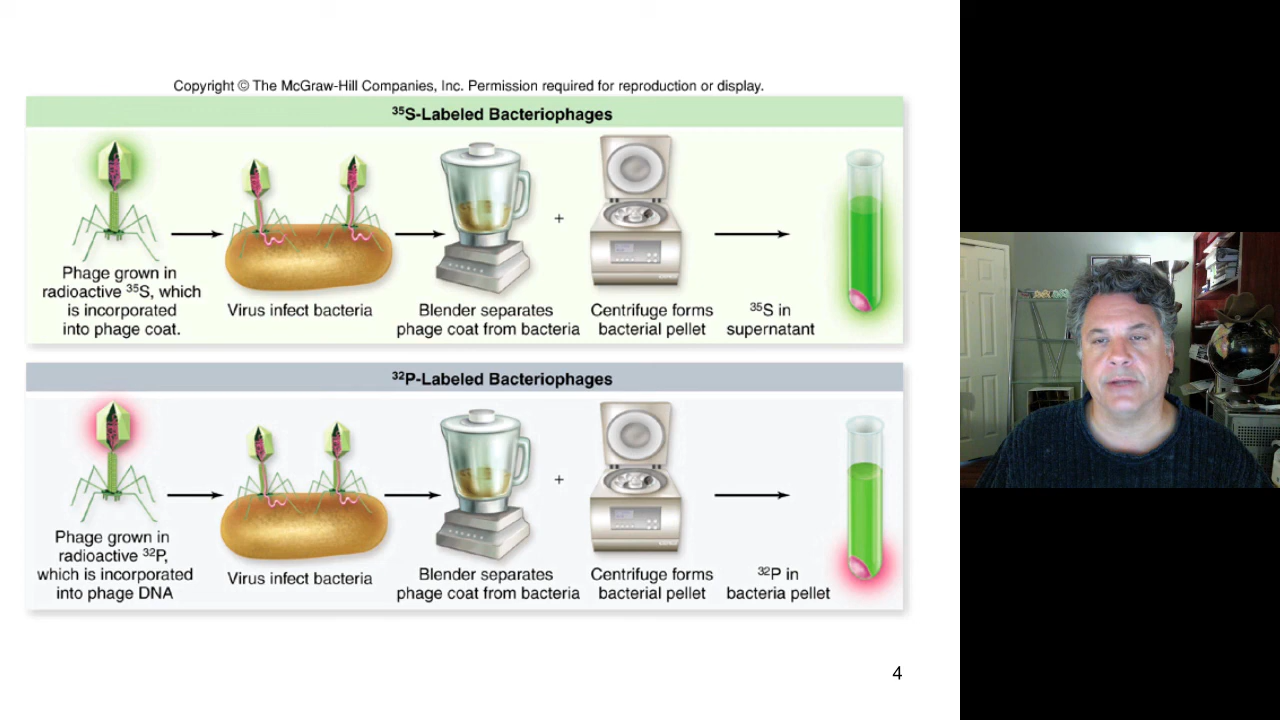 Copyright © The McGraw-Hill Companies, Inc. Permission required for reproduction or display.
³⁵S-Labeled Bacteriophages
Phage grown in
radioactive ³⁵S, which
is incorporated
into phage coat.
Virus infect bacteria
Blender separates
phage coat from bacteria
+
Centrifuge forms
bacterial pellet
³⁵S in
supernatant
³²P-Labeled Bacteriophages
Phage grown in
radioactive ³²P,
which is incorporated
into phage DNA
Virus infect bacteria
Blender separates
phage coat from bacteria
+
Centrifuge forms
bacterial pellet
³²P in
bacteria pellet
4